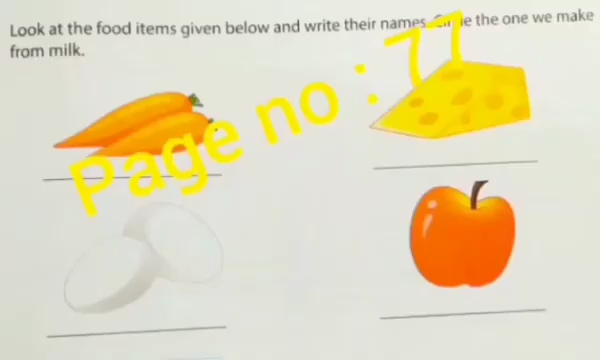 Look at the food items given below and write their names. Circle the one we make
from milk.
Page no : 77